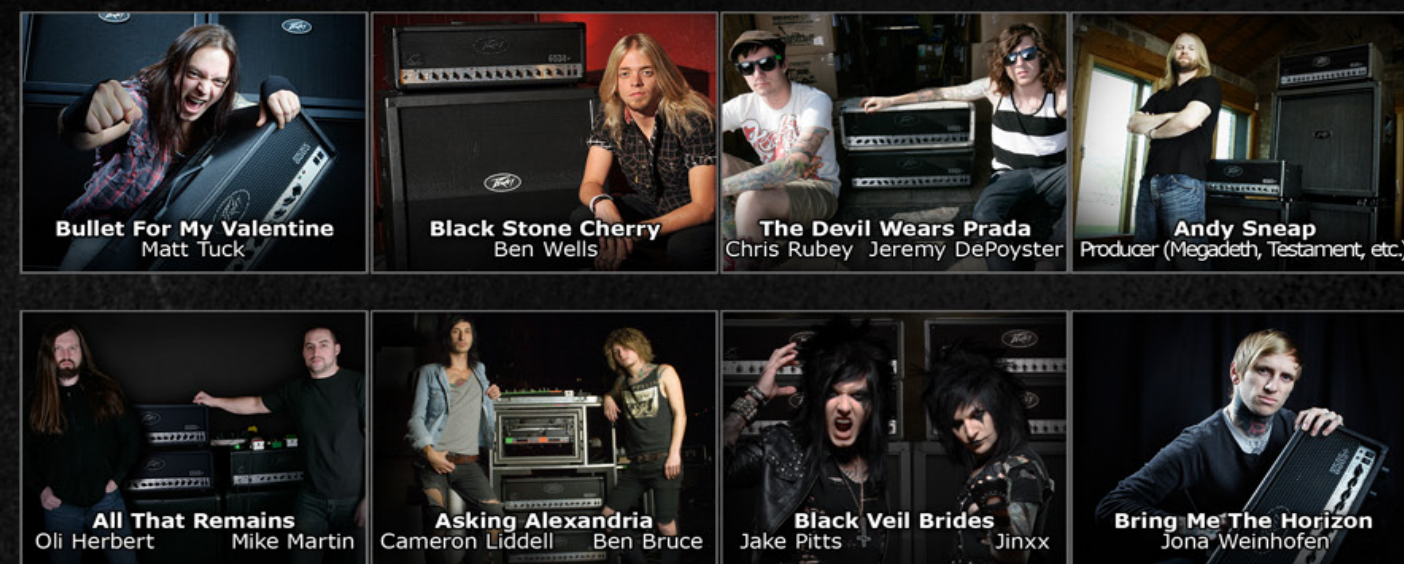 Bullet For My Valentine
Matt Tuck
Black Stone Cherry
Ben Wells
The Devil Wears Prada
Chris Rubey Jeremy DePoyster
Andy Sneap
Producer (Megadeth, Testament, etc.)
All That Remains
Oli Herbert Mike Martin
Asking Alexandria
Cameron Liddell Ben Bruce
Black Veil Brides
Jake Pitts Jinxx
Bring Me The Horizon
Jona Weinhofen
PEAVEY